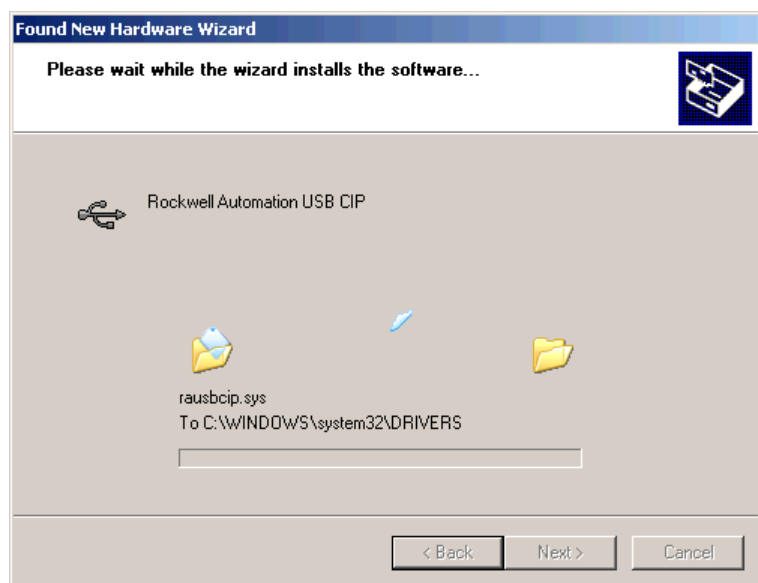 Found New Hardware Wizard
Please wait while the wizard installs the software...
Rockwell Automation USB CIP
rausbcip.sys
To C:\WINDOWS\system32\DRIVERS
< Back
Next >
Cancel